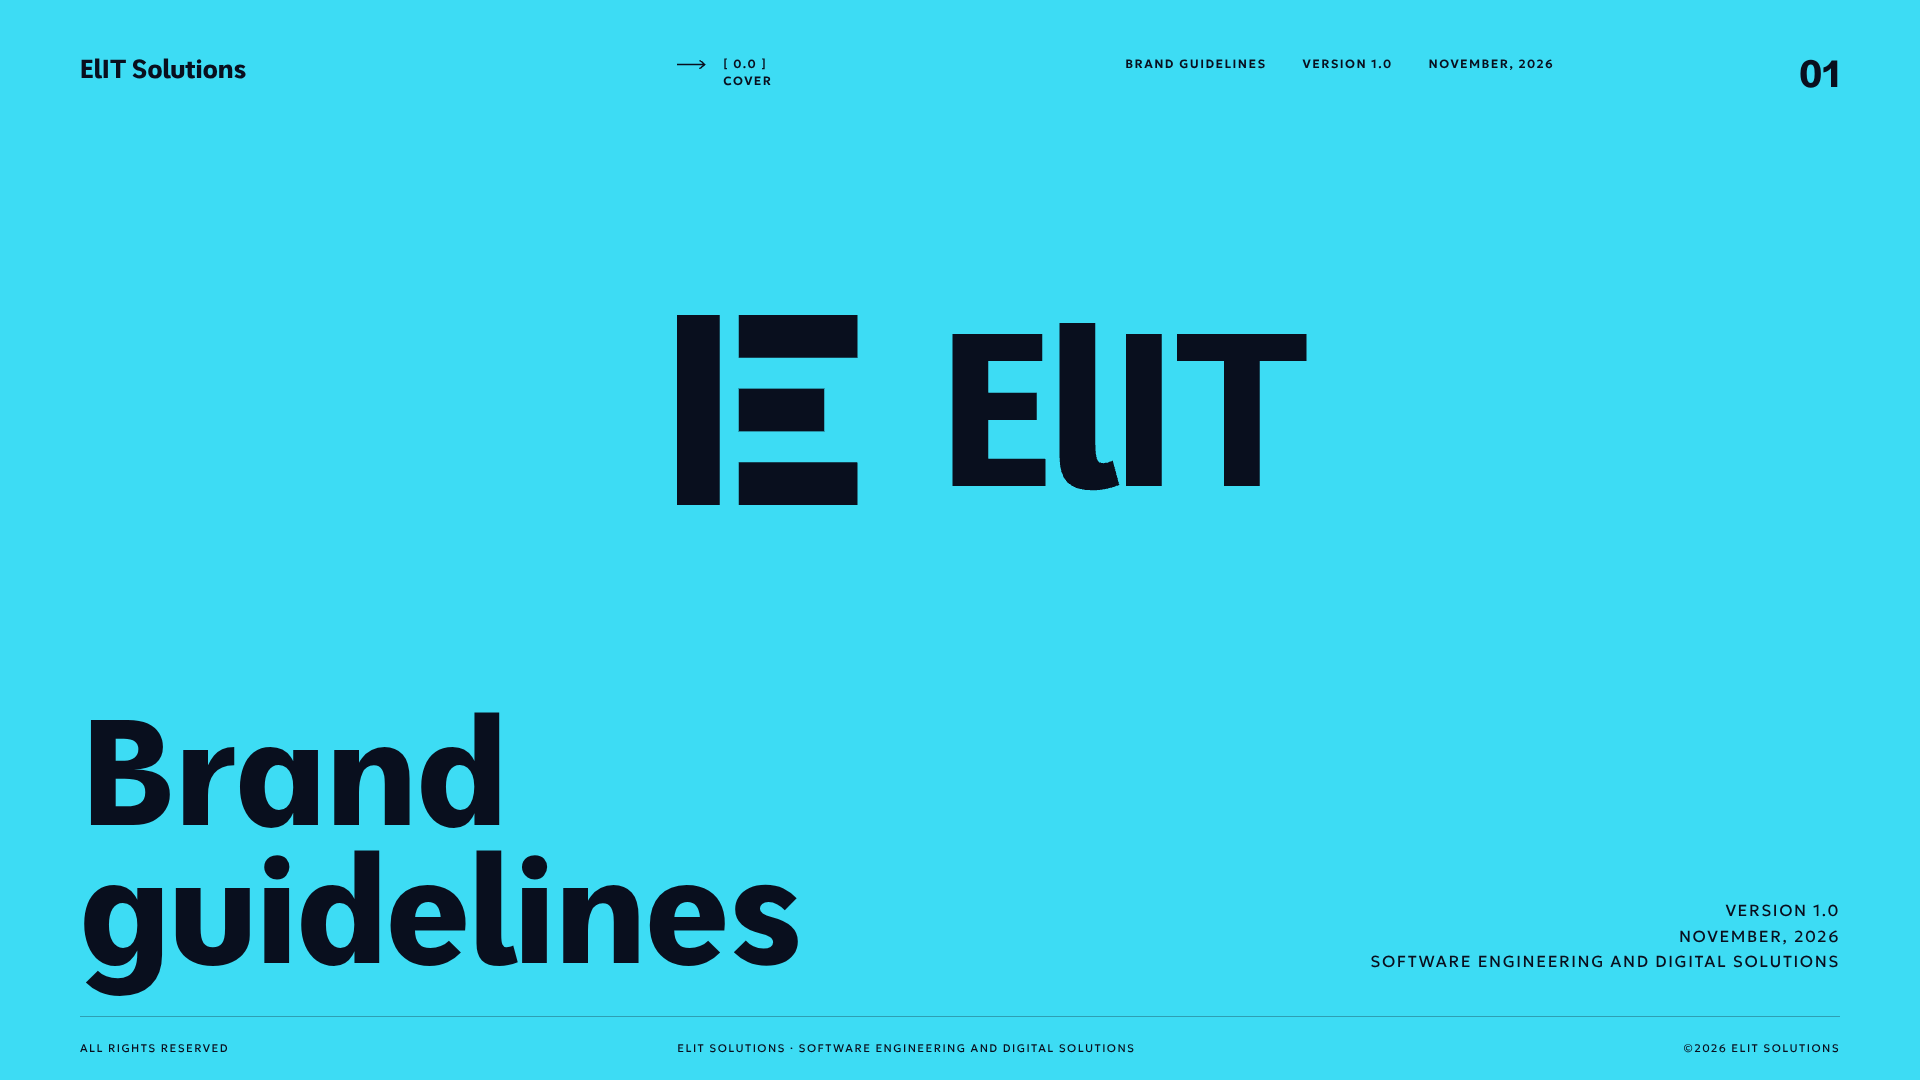 ElIT Solutions
[ 0.0 ]
COVER
BRAND GUIDELINES VERSION 1.0 NOVEMBER, 2026
01
ElIT
Brand
guidelines
VERSION 1.0
NOVEMBER, 2026
SOFTWARE ENGINEERING AND DIGITAL SOLUTIONS
ALL RIGHTS RESERVED
ELIT SOLUTIONS · SOFTWARE ENGINEERING AND DIGITAL SOLUTIONS
©2026 ELIT SOLUTIONS